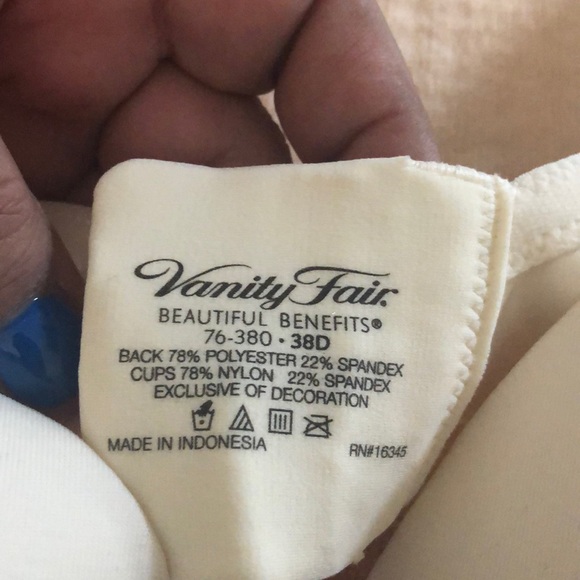 Vanity Fair.
BEAUTIFUL BENEFITS®
76-380 • 38D
BACK 78% POLYESTER 22% SPANDEX
CUPS 78% NYLON 22% SPANDEX
EXCLUSIVE OF DECORATION
MADE IN INDONESIA RN#16345